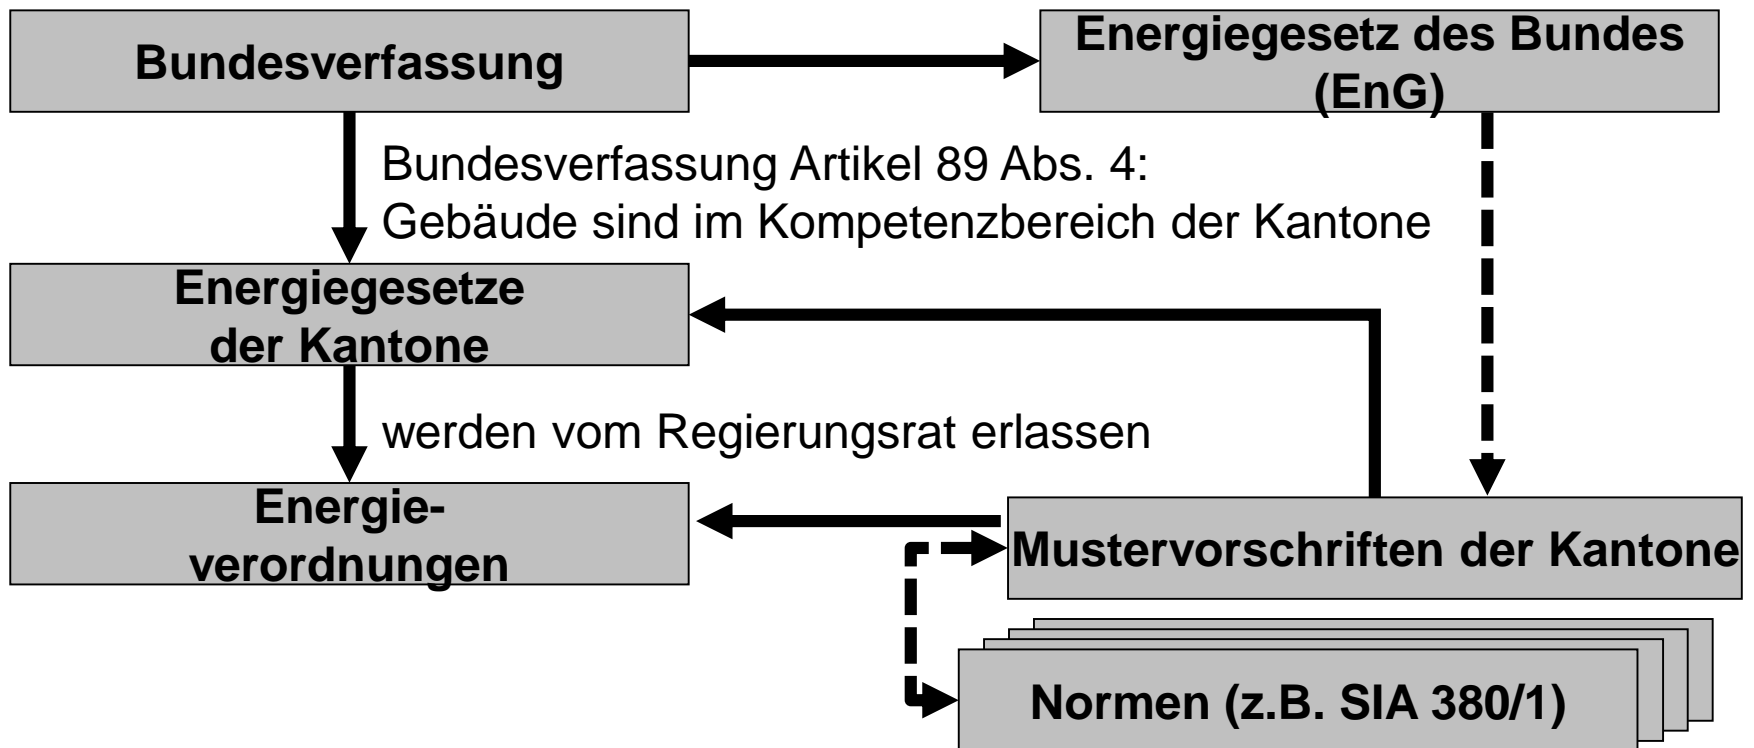 Bundesverfassung
Energiegesetz des Bundes
(EnG)
Bundesverfassung Artikel 89 Abs. 4:
Gebäude sind im Kompetenzbereich der Kantone
Energiegesetze
der Kantone
werden vom Regierungsrat erlassen
Energie-
verordnungen
Mustervorschriften der Kantone
Normen (z.B. SIA 380/1)